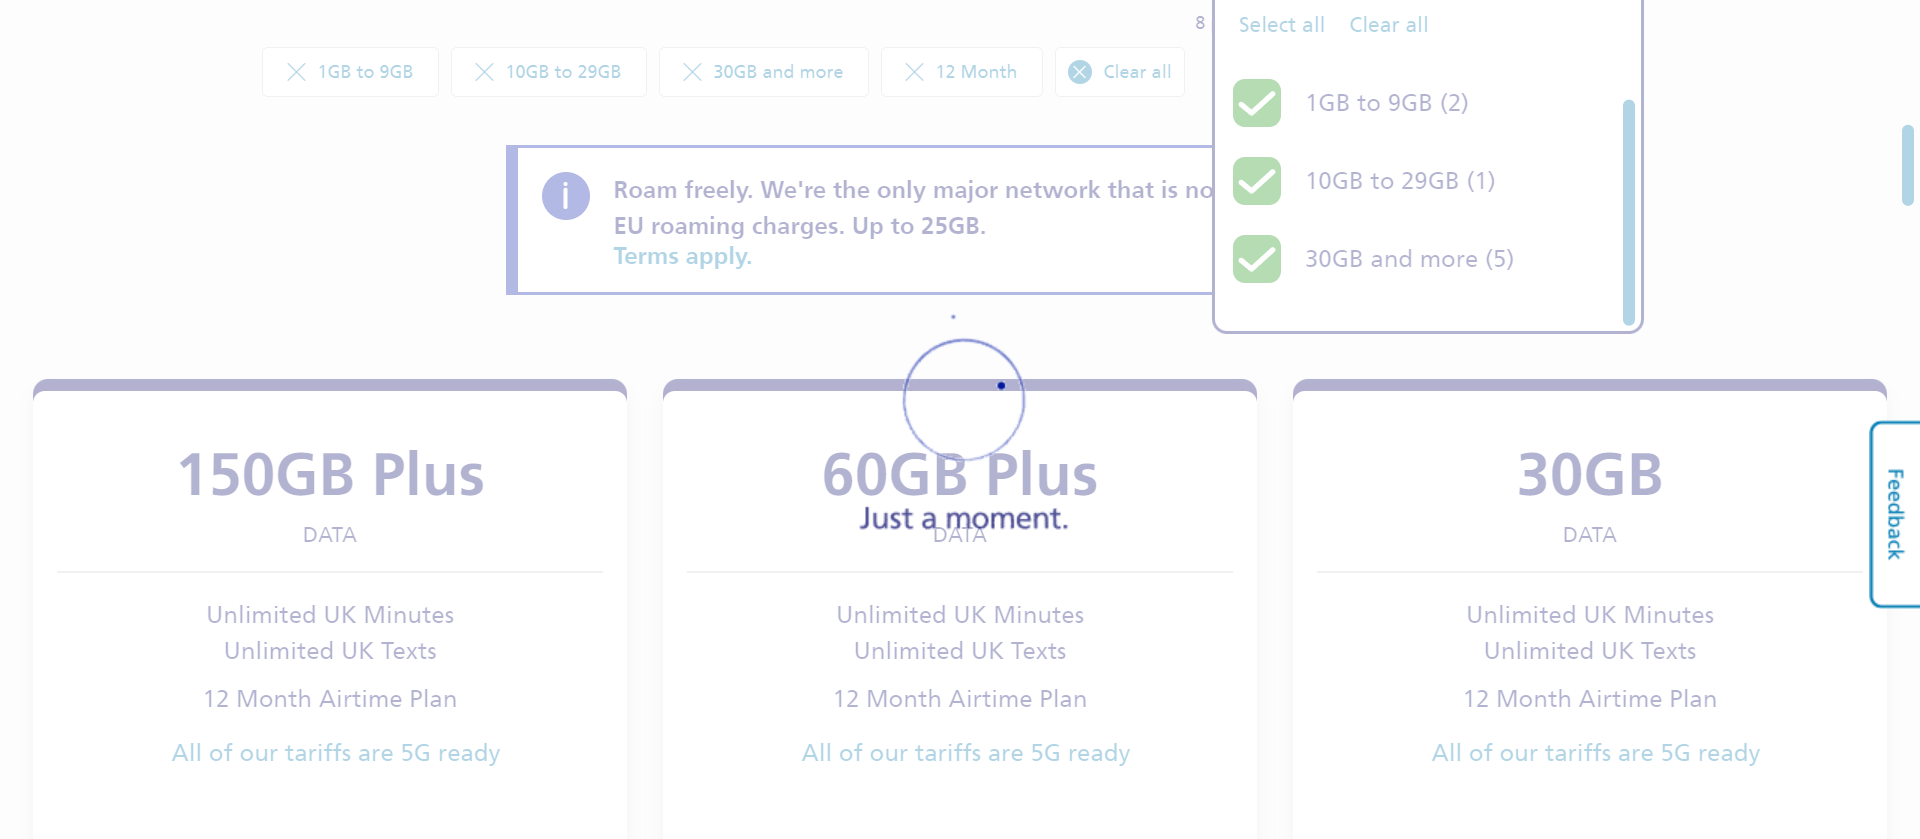 8
Select all Clear all
1GB to 9GB 10GB to 29GB 30GB and more 12 Month Clear all
1GB to 9GB (2)
10GB to 29GB (1)
30GB and more (5)
Roam freely. We're the only major network that is no
EU roaming charges. Up to 25GB.
Terms apply.
150GB Plus
DATA
Unlimited UK Minutes
Unlimited UK Texts
12 Month Airtime Plan
All of our tariffs are 5G ready
60GB Plus
Just a moment.
DATA
Unlimited UK Minutes
Unlimited UK Texts
12 Month Airtime Plan
All of our tariffs are 5G ready
30GB
DATA
Unlimited UK Minutes
Unlimited UK Texts
12 Month Airtime Plan
All of our tariffs are 5G ready
Feedback